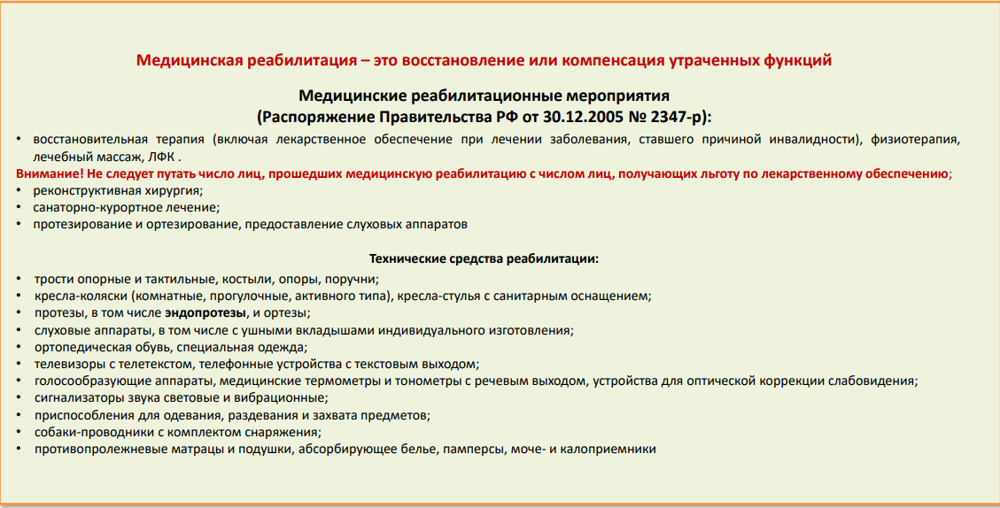 Медицинская реабилитация – это восстановление или компенсация утраченных функций
Медицинские реабилитационные мероприятия
(Распоряжение Правительства РФ от 30.12.2005 № 2347-р):
• восстановительная терапия (включая лекарственное обеспечение при лечении заболевания, ставшего причиной инвалидности), физиотерапия,
лечебный массаж, ЛФК .
Внимание! Не следует путать число лиц, прошедших медицинскую реабилитацию с числом лиц, получающих льготу по лекарственному обеспечению;
• реконструктивная хирургия;
• санаторно-курортное лечение;
• протезирование и ортезирование, предоставление слуховых аппаратов
Технические средства реабилитации:
• трости опорные и тактильные, костыли, опоры, поручни;
• кресла-коляски (комнатные, прогулочные, активного типа), кресла-стулья с санитарным оснащением;
• протезы, в том числе эндопротезы, и ортезы;
• слуховые аппараты, в том числе с ушными вкладышами индивидуального изготовления;
• ортопедическая обувь, специальная одежда;
• телевизоры с телетекстом, телефонные устройства с текстовым выходом;
• голосообразующие аппараты, медицинские термометры и тонометры с речевым выходом, устройства для оптической коррекции слабовидения;
• сигнализаторы звука световые и вибрационные;
• приспособления для одевания, раздевания и захвата предметов;
• собаки-проводники с комплектом снаряжения;
• противопролежневые матрацы и подушки, абсорбирующее белье, памперсы, моче- и калоприемники